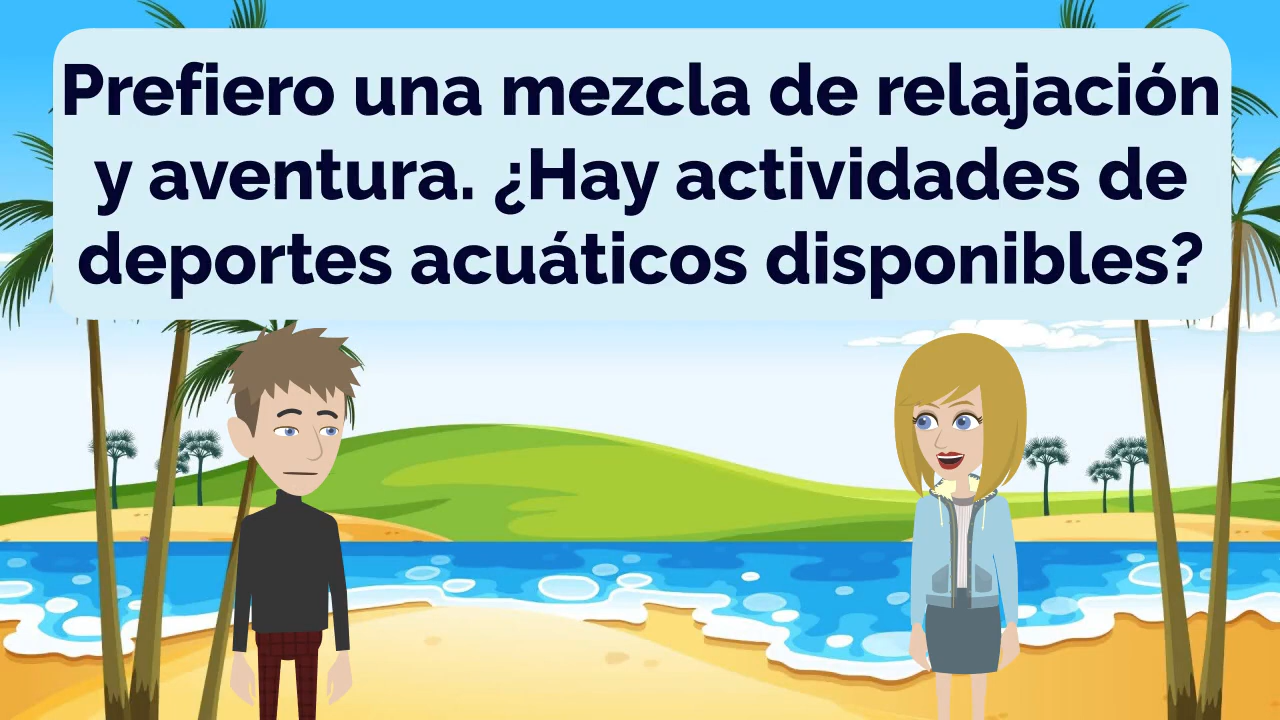 Prefiero una mezcla de relajación
y aventura. ¿Hay actividades de
deportes acuáticos disponibles?